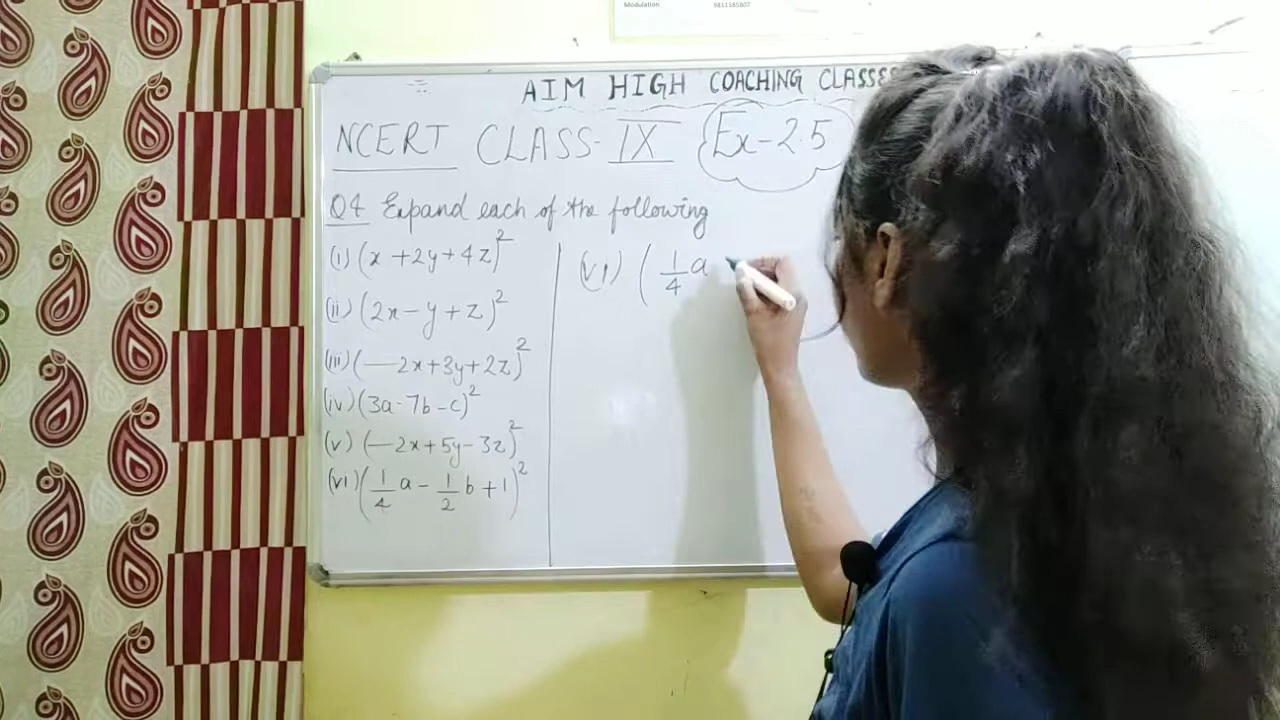 Modulation 9811385807
AIM HIGH COACHING CLASSES
NCERT CLASS-IX Ex-2.5
Q4 Expand each of the following
(i) (x + 2y + 4z)²
(ii) (2x - y + z)²
(iii) (-2x + 3y + 2z)²
(iv) (3a - 7b - c)²
(v) (-2x + 5y - 3z)²
(vi) (1/4 a - 1/2 b + 1)²
(vi) (1/4 a